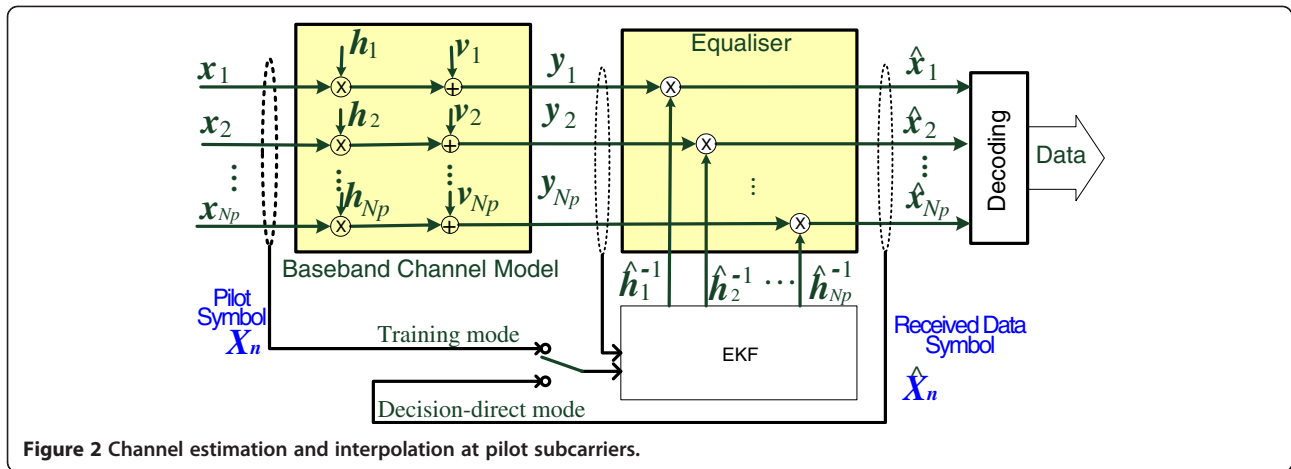 h1 v1
Equaliser
x1 y1 x̂1
h2 v2
x2 y2 x̂2
Decoding
Data
hNp vNp
xNp yNp x̂Np
Baseband Channel Model
ĥ1^-1 ĥ2^-1 ··· ĥNp^-1
Pilot
Symbol
Xn
Training mode
EKF
Received Data
Symbol
X̂n
Decision-direct mode
Figure 2 Channel estimation and interpolation at pilot subcarriers.